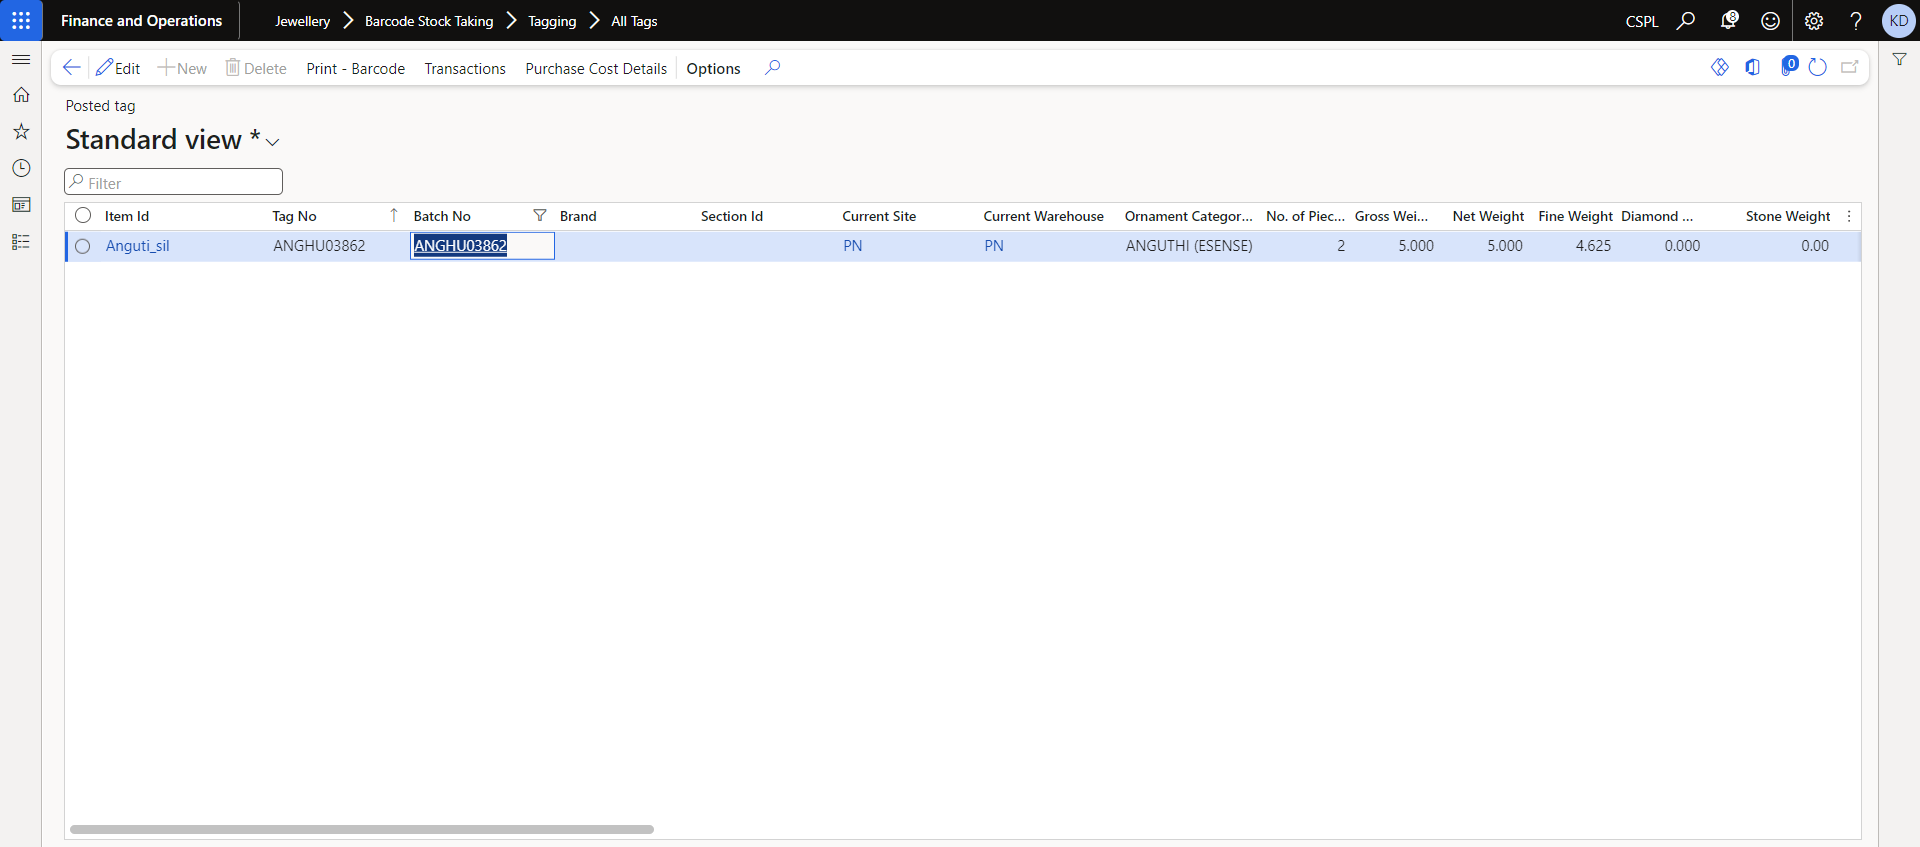 Finance and Operations Jewellery Barcode Stock Taking Tagging All Tags CSPL 8 KD
Edit New Delete Print - Barcode Transactions Purchase Cost Details Options 0
Posted tag
Standard view *
Filter
Item Id Tag No Batch No Brand Section Id Current Site Current Warehouse Ornament Categor... No. of Piec... Gross Wei... Net Weight Fine Weight Diamond ... Stone Weight
Anguti_sil ANGHU03862 ANGHU03862 PN PN ANGUTHI (ESENSE) 2 5.000 5.000 4.625 0.000 0.00